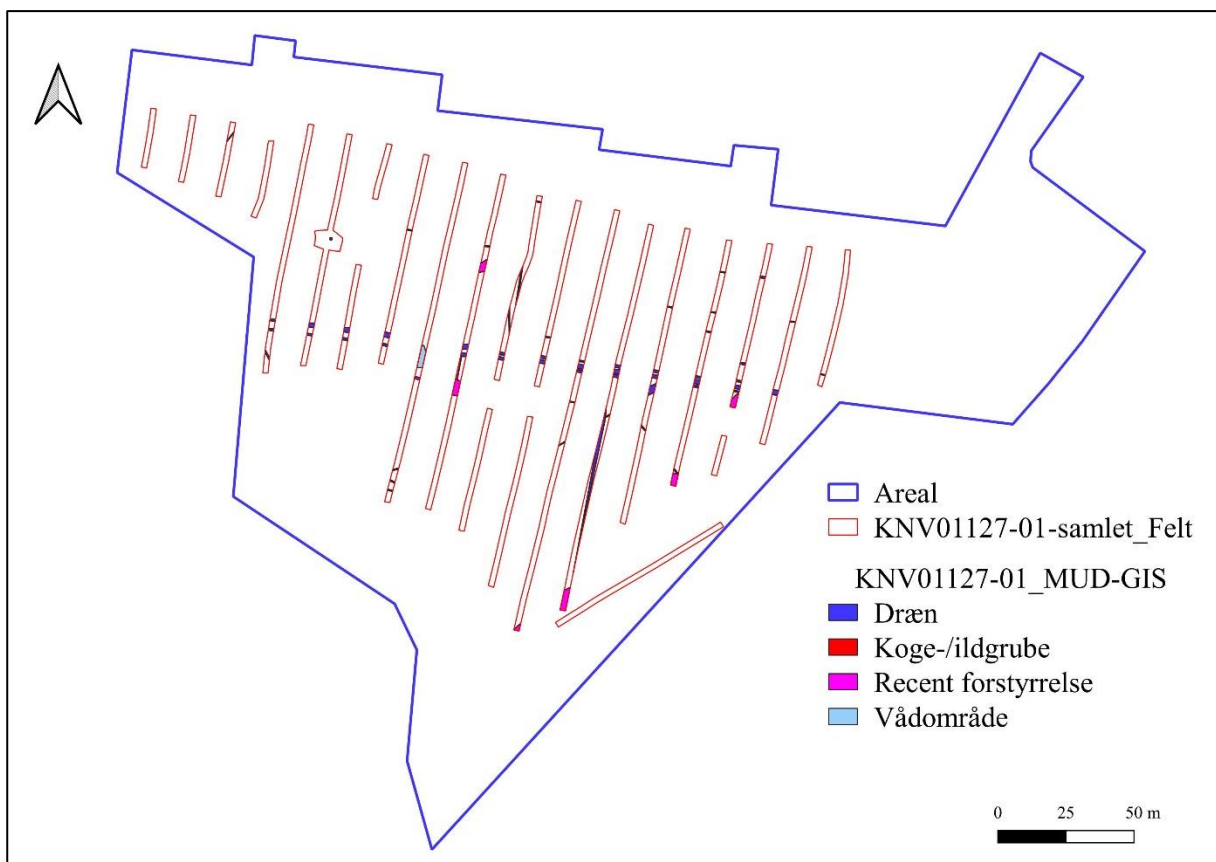 Areal
KNV01127-01-samlet_Felt
KNV01127-01_MUD-GIS
Dræn
Koge-/ildgrube
Recent forstyrrelse
Vådområde
0 25 50 m